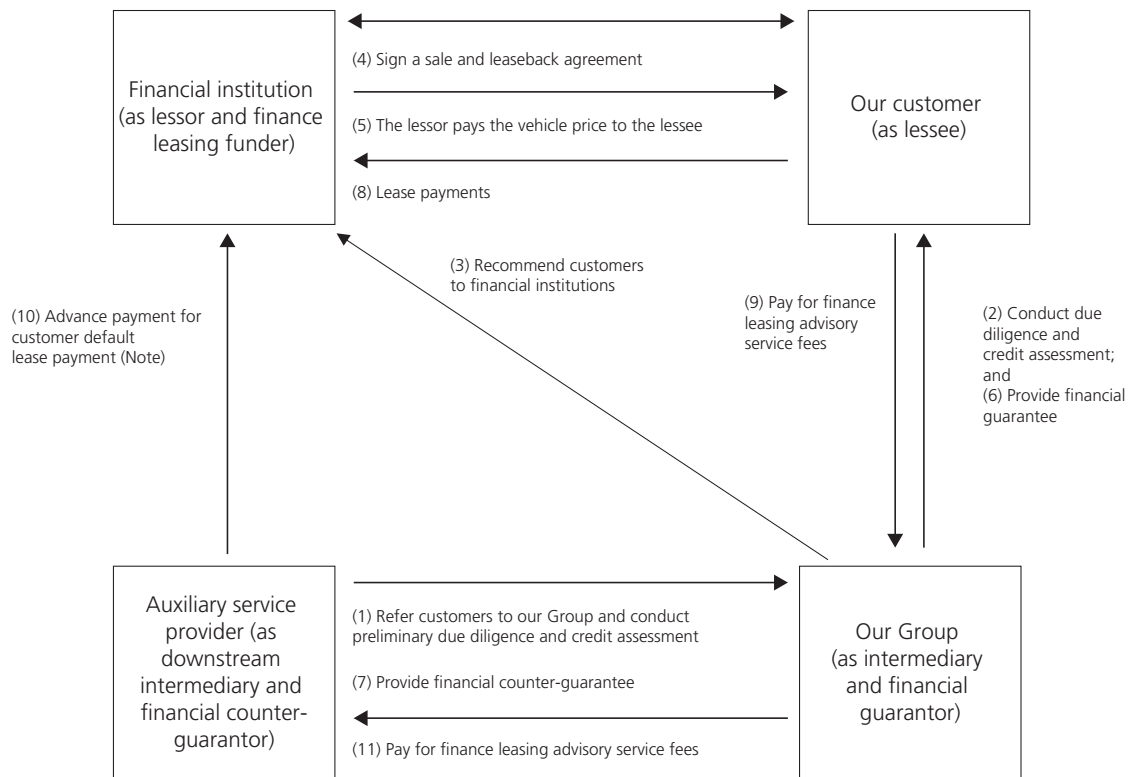 Financial institution
(as lessor and finance
leasing funder)
(4) Sign a sale and leaseback agreement
(5) The lessor pays the vehicle price to the lessee
(8) Lease payments
Our customer
(as lessee)
(10) Advance payment for
customer default
lease payment (Note)
(3) Recommend customers
to financial institutions
(9) Pay for finance
leasing advisory
service fees
(2) Conduct due
diligence and
credit assessment;
and
(6) Provide financial
guarantee
Auxiliary service
provider (as
downstream
intermediary and
financial counter-
guarantor)
(1) Refer customers to our Group and conduct
preliminary due diligence and credit assessment
(7) Provide financial counter-guarantee
(11) Pay for finance leasing advisory service fees
Our Group
(as intermediary
and financial
guarantor)